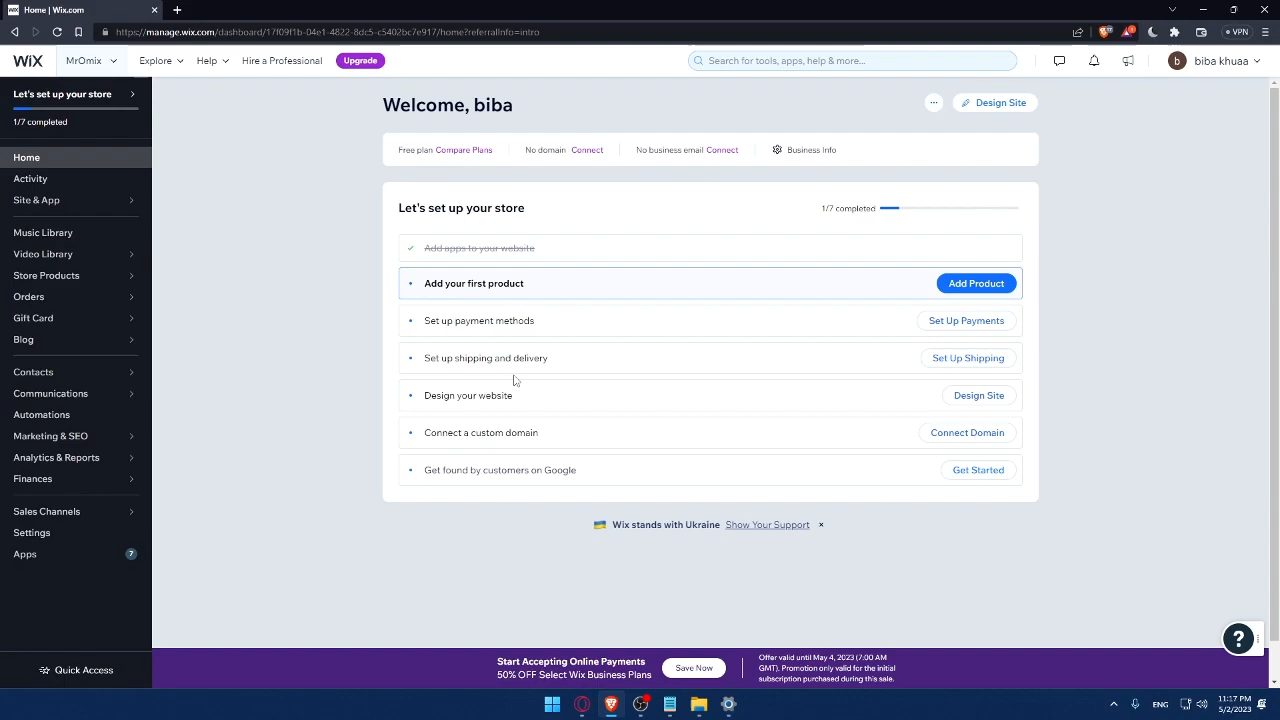 Home | Wix.com
https://manage.wix.com/dashboard/17f09f1b-04e1-4822-8dc5-c5402bc7e917/home?referralInfo=intro
VPN
WiX
MrOmix
Explore
Help
Hire a Professional
Upgrade
Search for tools, apps, help & more...
b
biba khuaa
Let's set up your store
1/7 completed
Home
Activity
Site & App
Music Library
Video Library
Store Products
Orders
Gift Card
Blog
Contacts
Communications
Automations
Marketing & SEO
Analytics & Reports
Finances
Sales Channels
Settings
Apps
7
Quick Access
Welcome, biba
Design Site
Free plan Compare Plans
No domain Connect
No business email Connect
Business Info
Let's set up your store
1/7 completed
Add apps to your website
Add your first product
Add Product
Set up payment methods
Set Up Payments
Set up shipping and delivery
Set Up Shipping
Design your website
Design Site
Connect a custom domain
Connect Domain
Get found by customers on Google
Get Started
Wix stands with Ukraine Show Your Support
?
Start Accepting Online Payments
50% OFF Select Wix Business Plans
Save Now
Offer valid until May 4, 2023 (7:00 AM
GMT). Promotion only valid for the initial
subscription purchased during this sale.
ENG
11:17 PM
5/2/2023